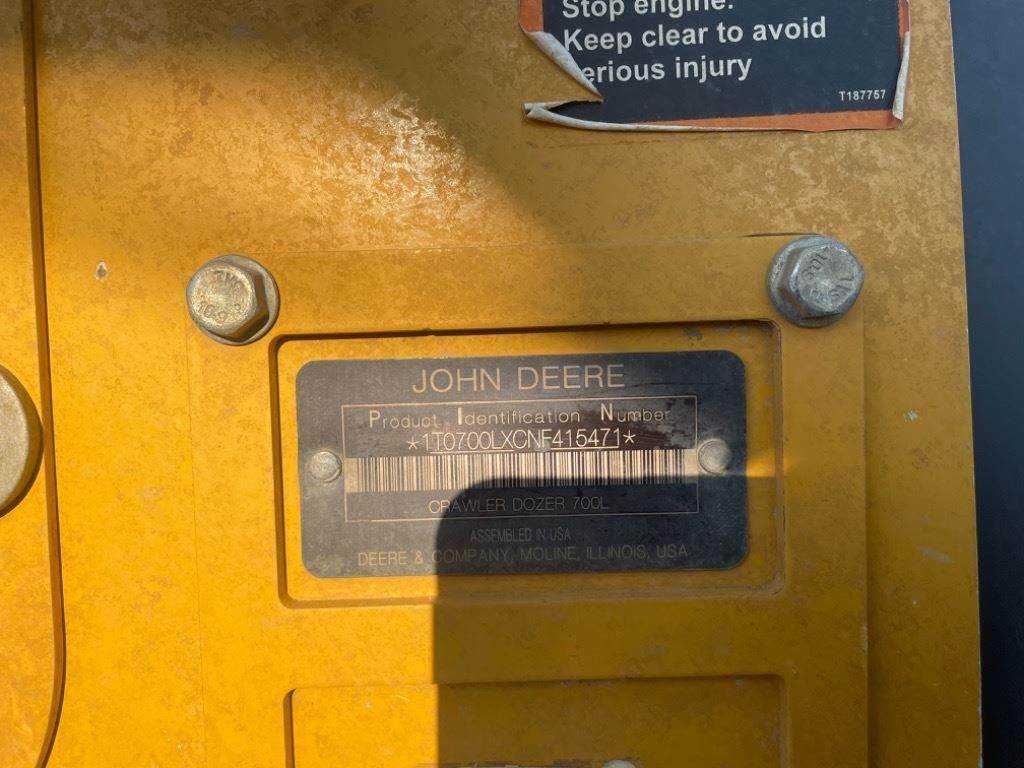 Stop engine.
Keep clear to avoid
serious injury
T187757
JOHN DEERE
Product Identification Number
*1T0700LXCNF415471*
CRAWLER DOZER 700L
ASSEMBLED IN USA
DEERE & COMPANY, MOLINE, ILLINOIS, USA